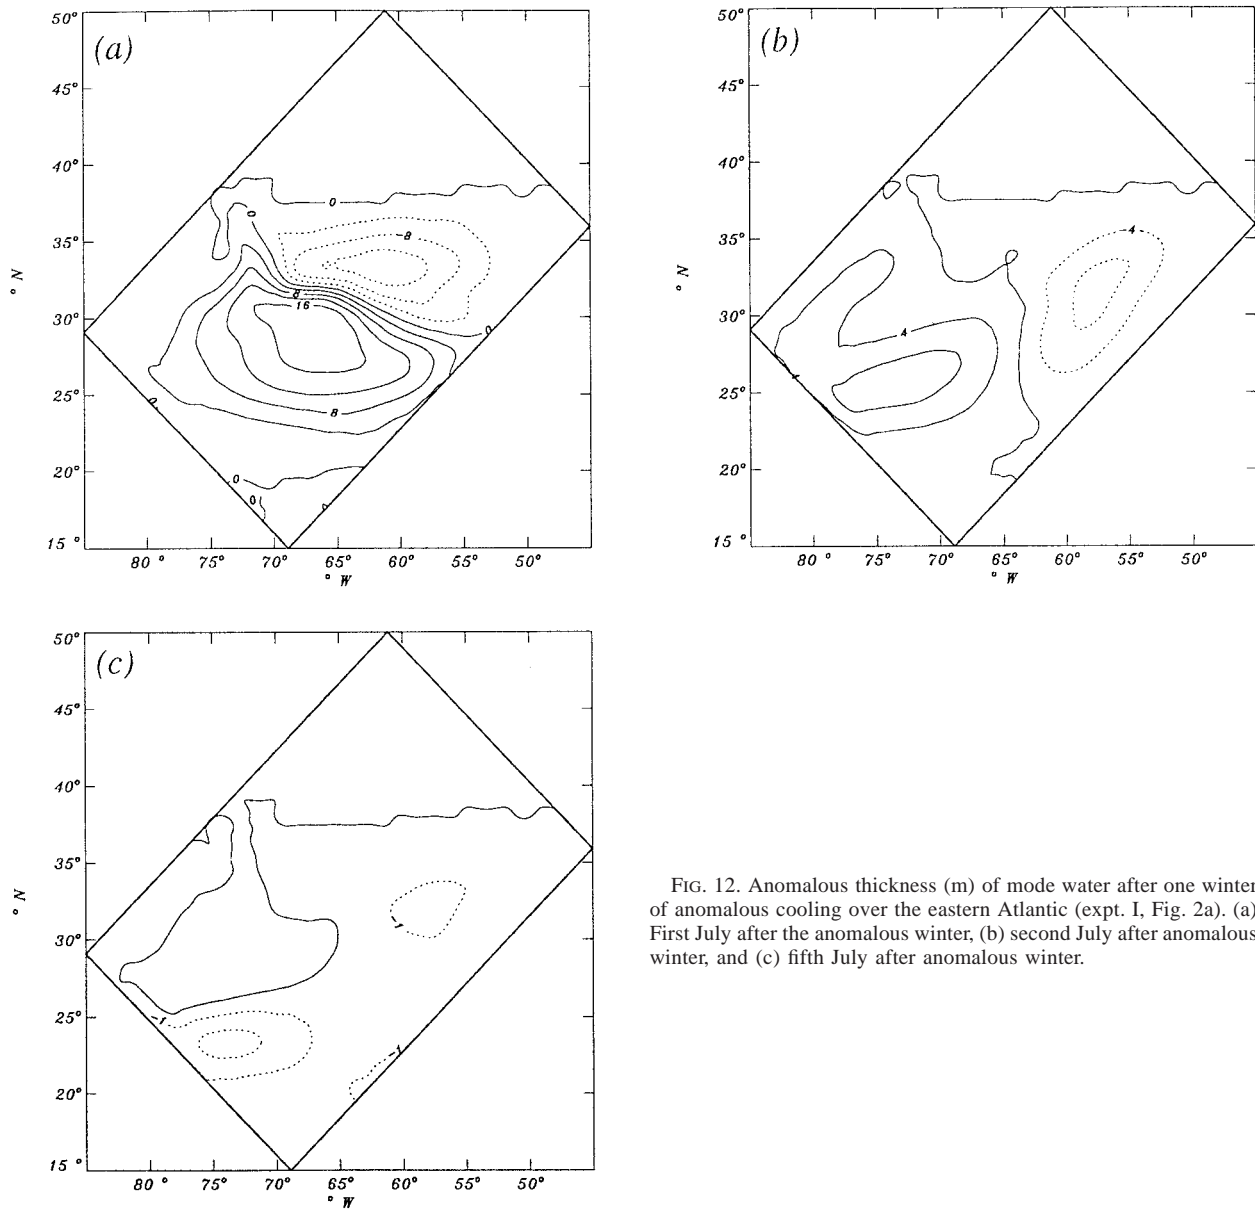 (a)
50°
45°
40°
35°
30°
25°
20°
15°
° N
80° 75° 70° 65° 60° 55° 50°
° W
0
0
-8
8
16
0
8
0
0
0
(b)
50°
45°
40°
35°
30°
25°
20°
15°
° N
80° 75° 70° 65° 60° 55° 50°
° W
-4
4
(c)
50°
45°
40°
35°
30°
25°
20°
15°
° N
80° 75° 70° 65° 60° 55° 50°
° W
-1
-1
-1
FIG. 12. Anomalous thickness (m) of mode water after one winter
of anomalous cooling over the eastern Atlantic (expt. I, Fig. 2a). (a)
First July after the anomalous winter, (b) second July after anomalous
winter, and (c) fifth July after anomalous winter.